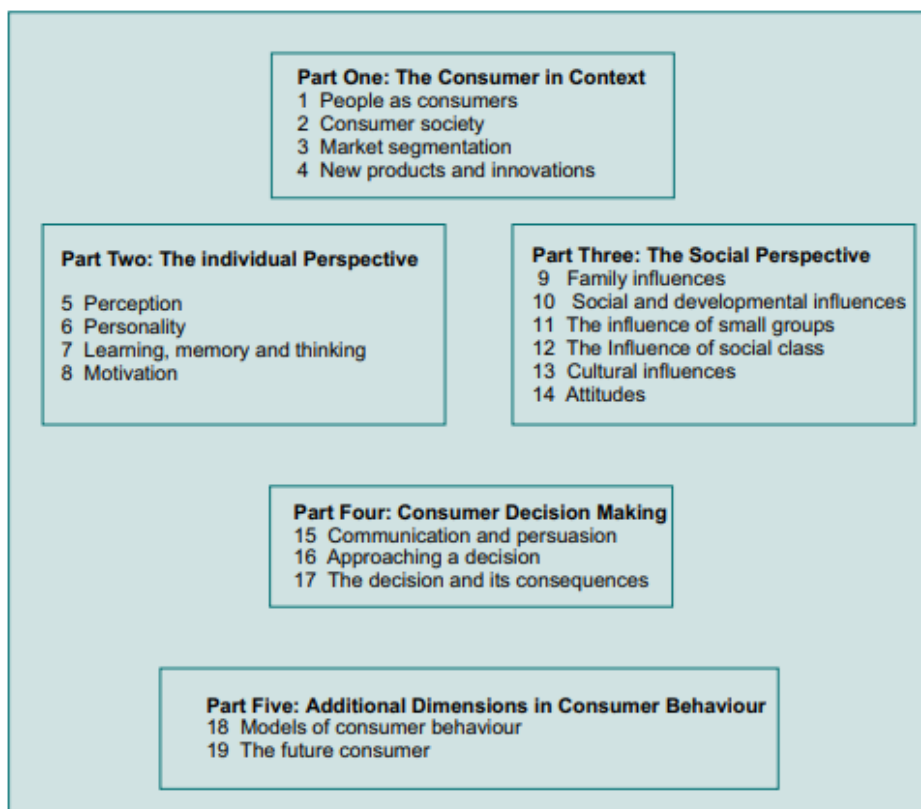 Part One: The Consumer in Context
1 People as consumers
2 Consumer society
3 Market segmentation
4 New products and innovations
Part Two: The individual Perspective
5 Perception
6 Personality
7 Learning, memory and thinking
8 Motivation
Part Three: The Social Perspective
9 Family influences
10 Social and developmental influences
11 The influence of small groups
12 The Influence of social class
13 Cultural influences
14 Attitudes
Part Four: Consumer Decision Making
15 Communication and persuasion
16 Approaching a decision
17 The decision and its consequences
Part Five: Additional Dimensions in Consumer Behaviour
18 Models of consumer behaviour
19 The future consumer